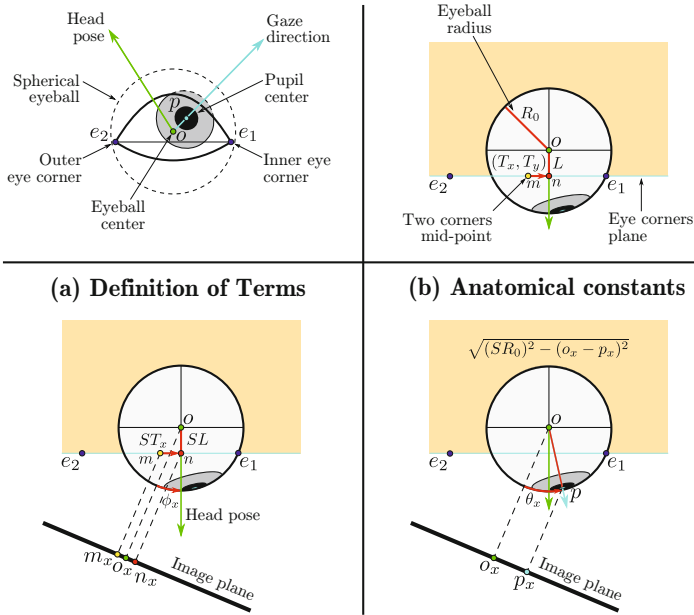 Head
pose
Gaze
direction
Spherical
eyeball
Pupil
center
p
o
e₂
e₁
Outer
eye corner
Inner eye
corner
Eyeball
center
Eyeball
radius
R₀
o
(Tₓ, Tᵧ)
L
m
n
e₂
e₁
Two corners
mid-point
Eye corners
plane
(a) Definition of Terms
(b) Anatomical constants
o
STₓ
SL
m
n
e₂
e₁
ϕₓ
Head pose
mₓ
oₓ
nₓ
Image plane
√(SR₀)² − (oₓ − pₓ)²
o
e₂
e₁
θₓ
p
oₓ
pₓ
Image plane